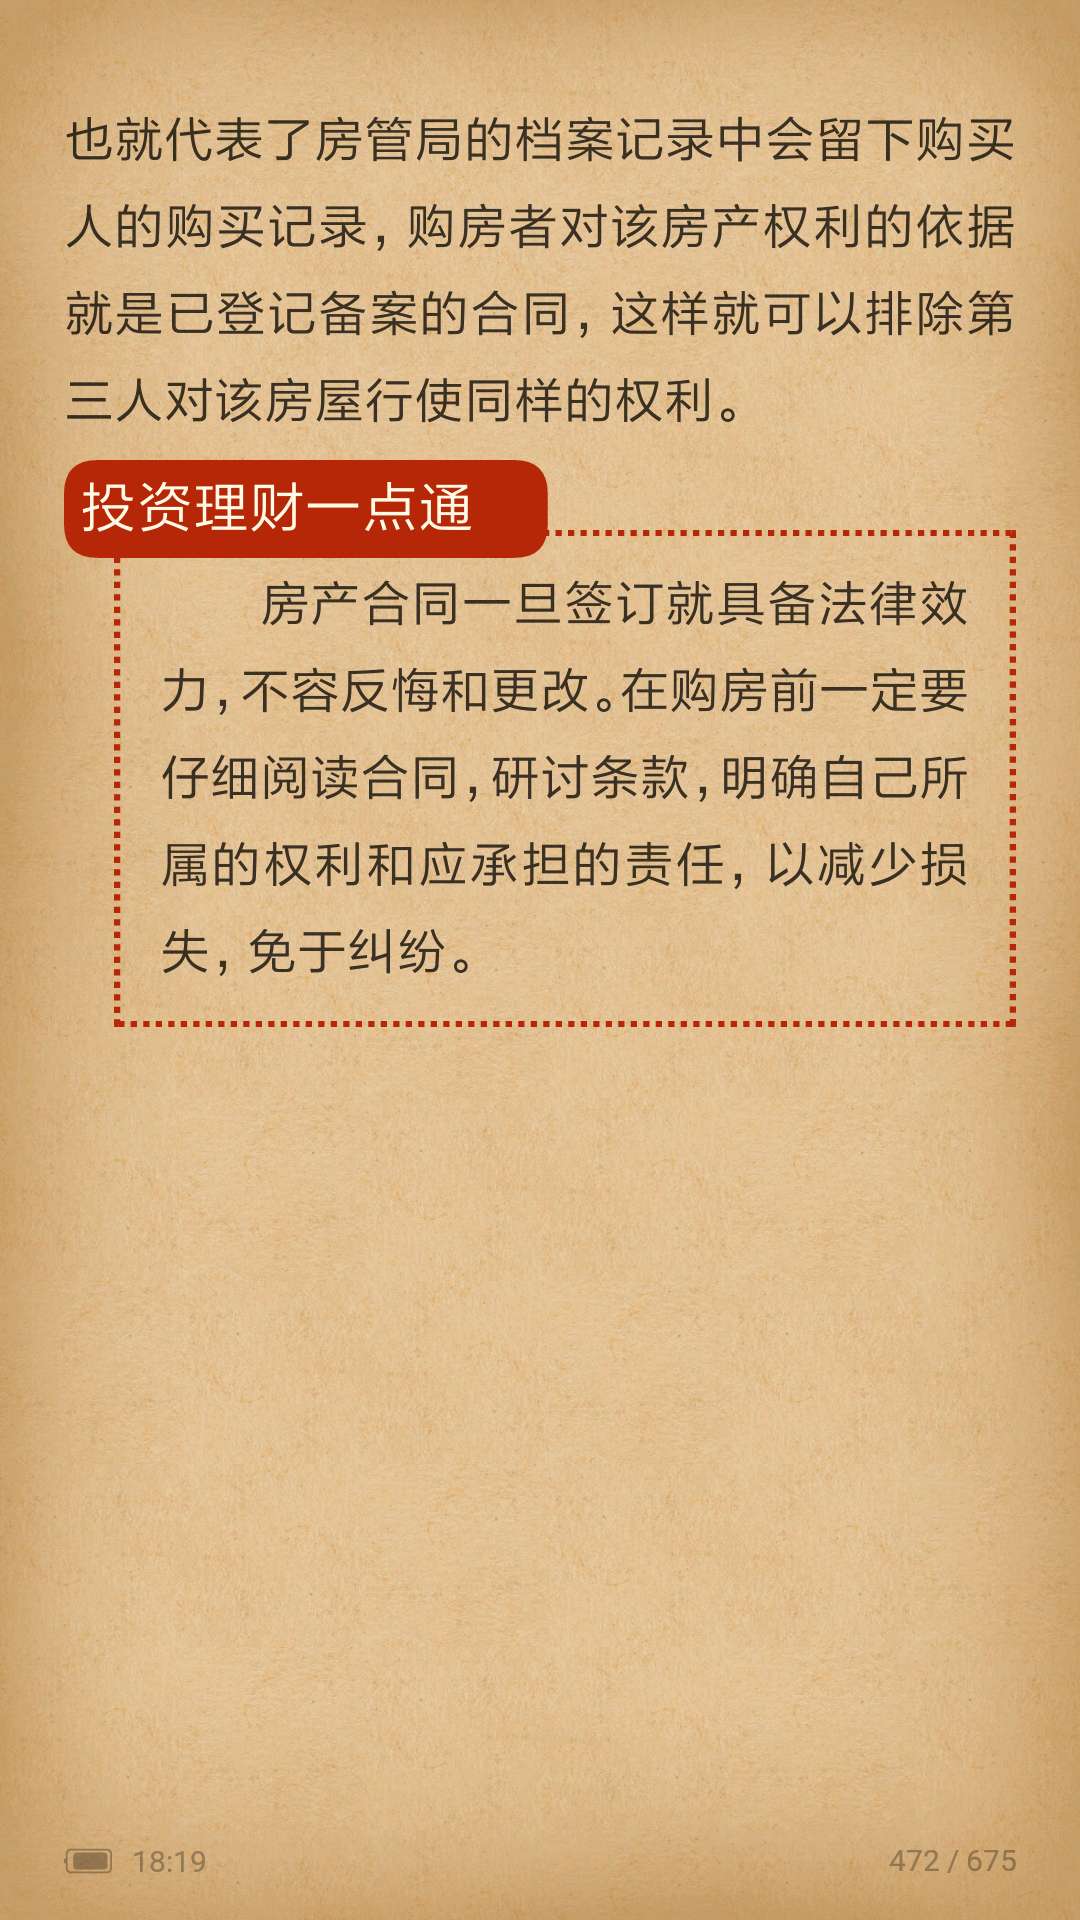 也就代表了房管局的档案记录中会留下购买
人的购买记录，购房者对该房产权利的依据
就是已登记备案的合同，这样就可以排除第
三人对该房屋行使同样的权利。
投资理财一点通
房产合同一旦签订就具备法律效
力，不容反悔和更改。在购房前一定要
仔细阅读合同，研讨条款，明确自己所
属的权利和应承担的责任，以减少损
失，免于纠纷。
18:19
472 / 675